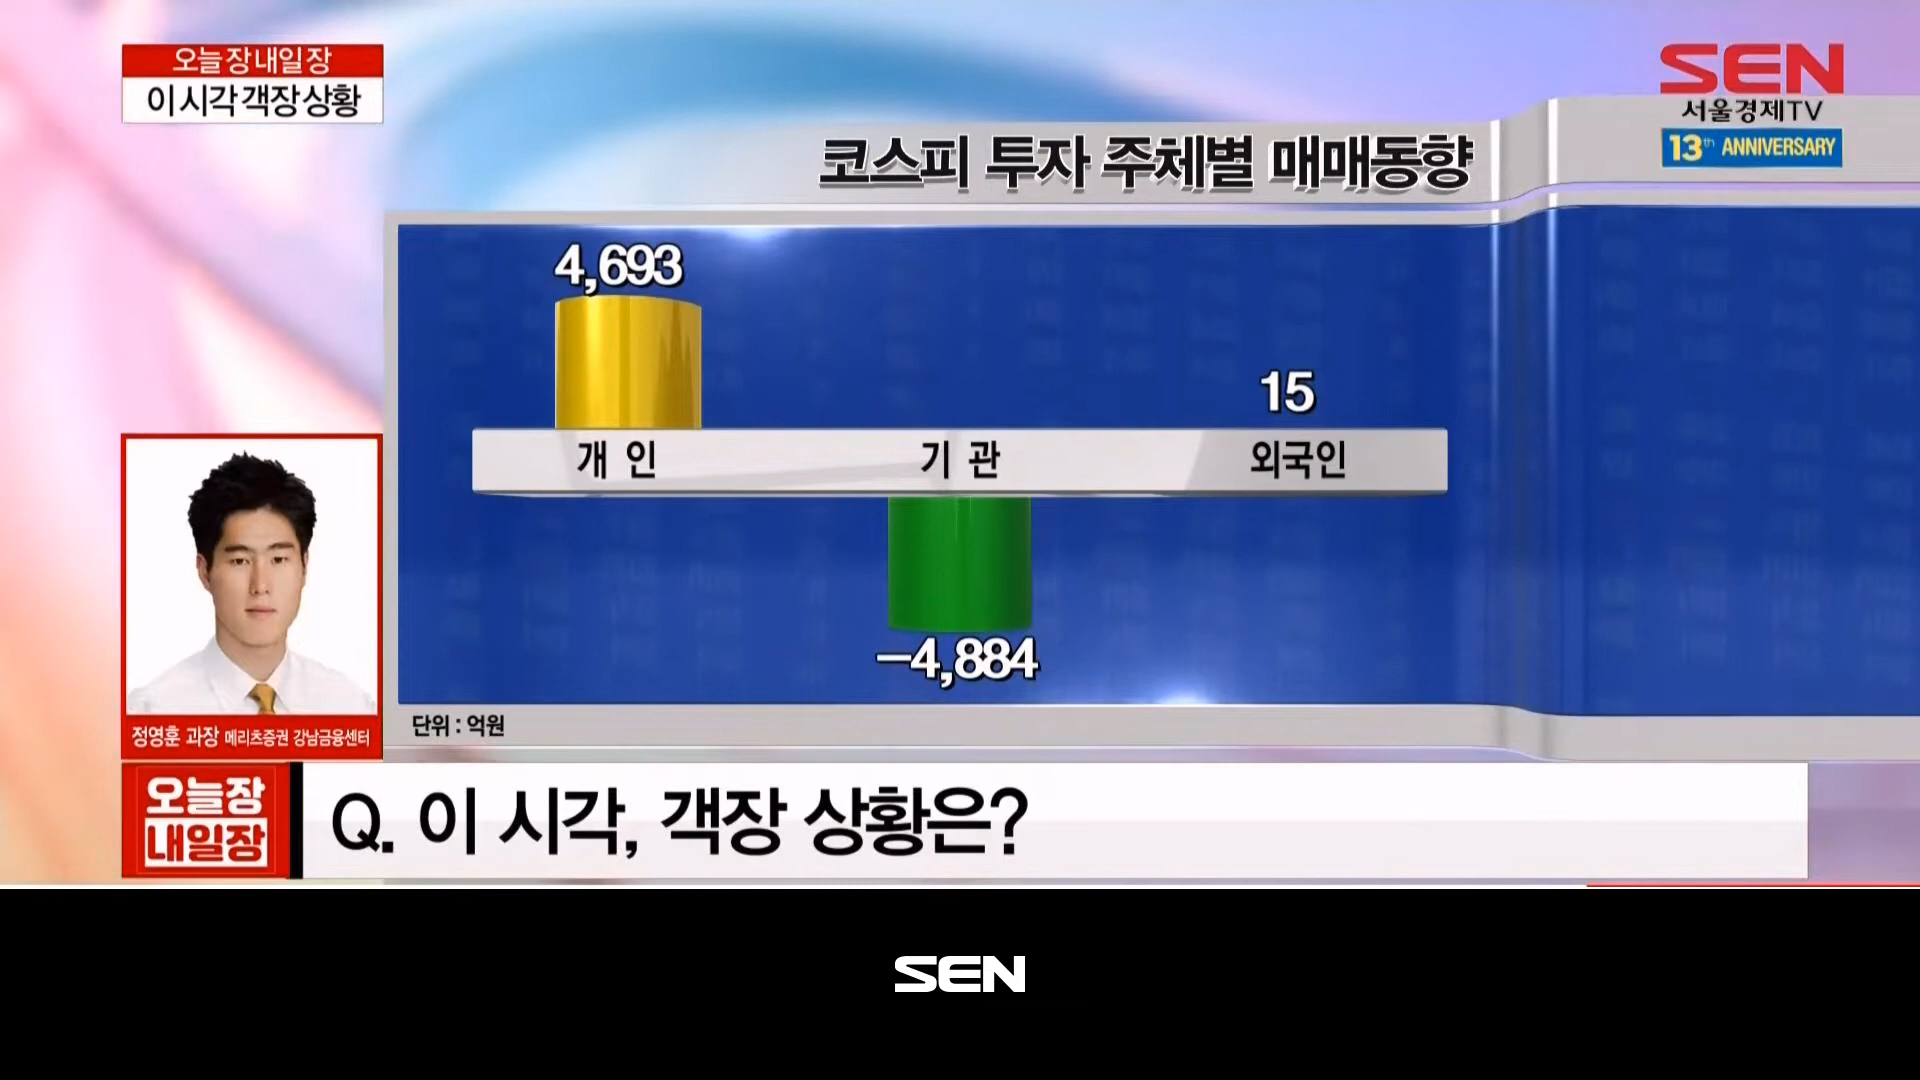 오늘장 내일장
이 시각 객장 상황
SEN
서울경제TV
13th ANNIVERSARY
코스피 투자 주체별 매매동향
4,693
15
개 인
기 관
외국인
-4,884
단위 : 억원
정영훈 과장 메리츠증권 강남금융센터
오늘장
내일장
Q. 이 시각, 객장 상황은?
SEN